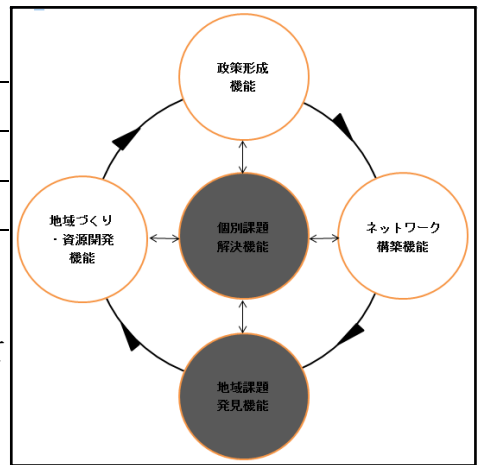 政策形成
機能
地域づくり
・資源開発
機能
個別課題
解決機能
ネットワーク
構築機能
地域課題
発見機能